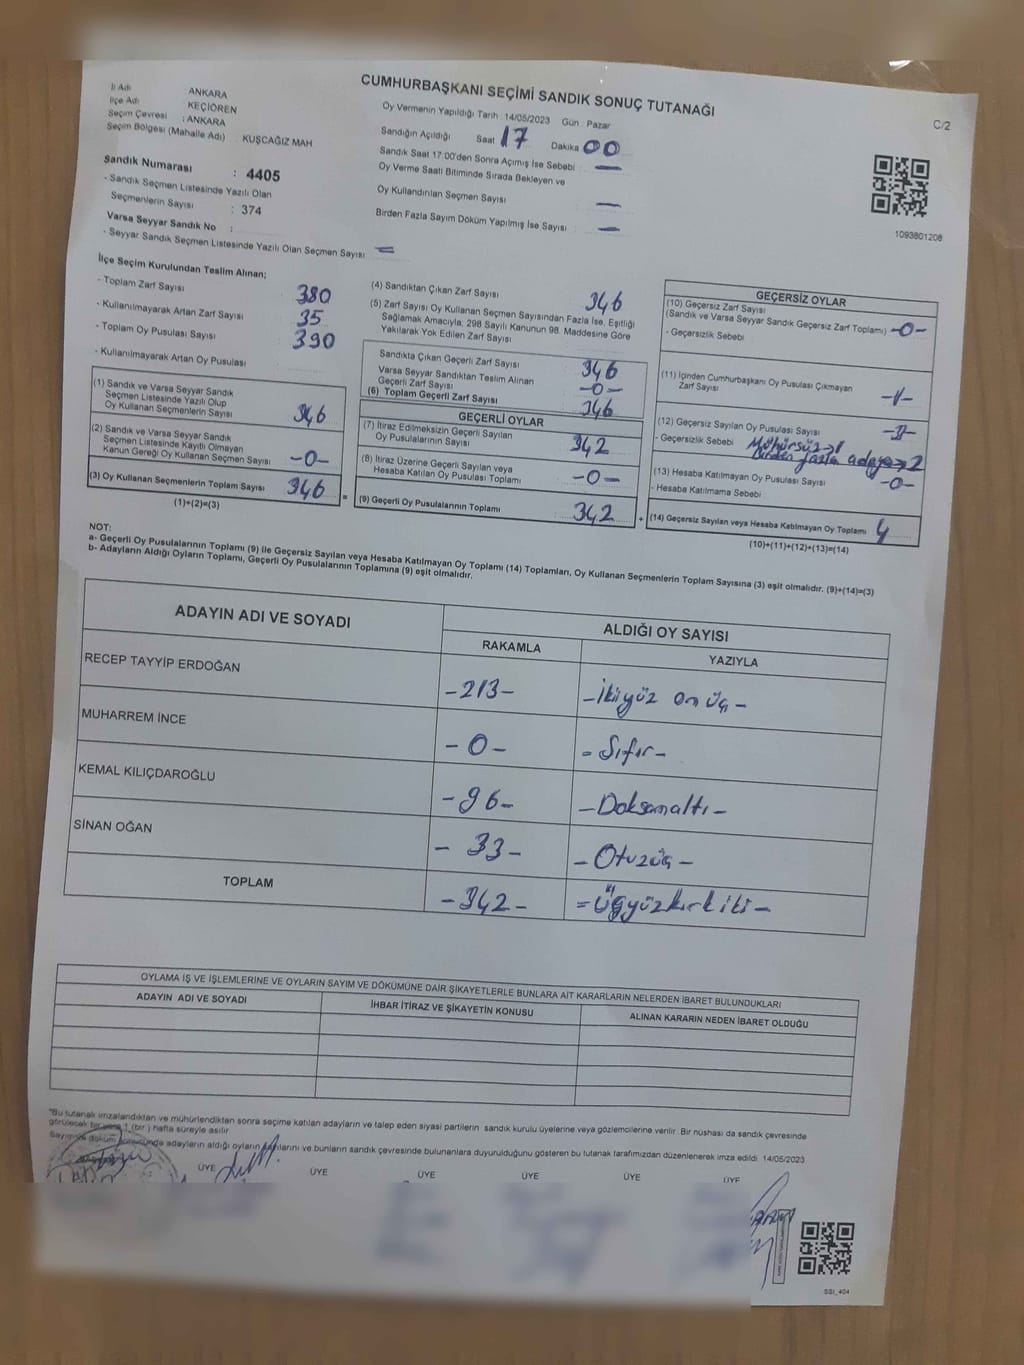 CUMHURBAŞKANI SEÇİMİ SANDIK SONUÇ TUTANAĞI
C/2
İl Adı ANKARA
İlçe Adı KEÇİÖREN
Seçim Çevresi : ANKARA
Seçim Bölgesi (Mahalle Adı) KUŞCAĞIZ MAH
Sandık Numarası : 4405
- Sandık Seçmen Listesinde Yazılı Olan
Seçmenlerin Sayısı : 374
Varsa Seyyar Sandık No :
- Seyyar Sandık Seçmen Listesinde Yazılı Olan Seçmen Sayısı —
Oy Vermenin Yapıldığı Tarih : 14/05/2023 Gün : Pazar
Sandığın Açıldığı Saat 17 Dakika 00
Sandık Saat 17:00'den Sonra Açımış İse Sebebi : —
Oy Verme Saati Bitiminde Sırada Bekleyen ve
Oy Kullandırılan Seçmen Sayısı : —
Birden Fazla Sayım Döküm Yapılmış İse Sayısı : —
1093801208
İlçe Seçim Kurulundan Teslim Alınan;
- Toplam Zarf Sayısı 380
- Kullanılmayarak Artan Zarf Sayısı 35
- Toplam Oy Pusulası Sayısı 390
- Kullanılmayarak Artan Oy Pusulası
(1) Sandık ve Varsa Seyyar Sandık
Seçmen Listesinde Yazılı Olup
Oy Kullanan Seçmenlerin Sayısı 346
(2) Sandık ve Varsa Seyyar Sandık
Seçmen Listesinde Kayıtlı Olmayan
Kanun Gereği Oy Kullanan Seçmen Sayısı -0-
(3) Oy Kullanan Seçmenlerin Toplam Sayısı 346
(1)+(2)=(3)
(4) Sandıktan Çıkan Zarf Sayısı 346
(5) Zarf Sayısı Oy Kullanan Seçmen Sayısından Fazla İse, Eşitliği
Sağlamak Amacıyla, 298 Sayılı Kanunun 98. Maddesine Göre
Yakılarak Yok Edilen Zarf Sayısı
Sandıkta Çıkan Geçerli Zarf Sayısı 346
Varsa Seyyar Sandıktan Teslim Alınan
Geçerli Zarf Sayısı -0-
(6) Toplam Geçerli Zarf Sayısı 346
GEÇERLİ OYLAR
(7) İtiraz Edilmeksizin Geçerli Sayılan
Oy Pusulalarının Sayısı 342
(8) İtiraz Üzerine Geçerli Sayılan veya
Hesaba Katılan Oy Pusulası Toplamı -0-
(9) Geçerli Oy Pusulalarının Toplamı 342
GEÇERSİZ OYLAR
(10) Geçersiz Zarf Sayısı
(Sandık ve Varsa Seyyar Sandık Geçersiz Zarf Toplamı) -0-
- Geçersizlik Sebebi
(11) İçinden Cumhurbaşkanı Oy Pusulası Çıkmayan
Zarf Sayısı
(12) Geçersiz Sayılan Oy Pusulası Sayısı
- Geçersizlik Sebebi Mühürsüz→1
Birden fazla adaya→2
(13) Hesaba Katılmayan Oy Pusulası Sayısı -0-
- Hesaba Katılmama Sebebi
(14) Geçersiz Sayılan veya Hesaba Katılmayan Oy Toplamı 4
(10)+(11)+(12)+(13)=(14)
NOT:
a- Geçerli Oy Pusulalarının Toplamı (9) ile Geçersiz Sayılan veya Hesaba Katılmayan Oy Toplamı (14) Toplamları, Oy Kullanan Seçmenlerin Toplam Sayısına (3) eşit olmalıdır. (9)+(14)=(3)
b- Adayların Aldığı Oyların Toplamı, Geçerli Oy Pusulalarının Toplamına (9) eşit olmalıdır.
ADAYIN ADI VE SOYADI ALDIĞI OY SAYISI
RAKAMLA YAZIYLA
RECEP TAYYİP ERDOĞAN -213- -İkiyüz on üç-
MUHARREM İNCE -0- -Sıfır-
KEMAL KILIÇDAROĞLU -96- -Doksanaltı-
SİNAN OĞAN -33- -Otuzüç-
TOPLAM -342- -Üçyüzkırkiki-
OYLAMA İŞ VE İŞLEMLERİNE VE OYLARIN SAYIM VE DÖKÜMÜNE DAİR ŞİKAYETLERLE BUNLARA AİT KARARLARIN NELERDEN İBARET BULUNDUKLARI
ADAYIN ADI VE SOYADI İHBAR İTİRAZ VE ŞİKAYETİN KONUSU ALINAN KARARIN NEDEN İBARET OLDUĞU
"Bu tutanak imzalandıktan ve mühürlendikten sonra seçime katılan adayların ve talep eden siyasi partilerin sandık kurulu üyelerine veya gözlemcilerine verilir. Bir nüshası da sandık çevresinde
görülecek bir yere 1 (bir) hafta süreyle asılır.
Sayım ve döküm sonucunda adayların aldığı oyların sayılarını ve bunların sandık çevresinde bulunanlara duyurulduğunu gösteren bu tutanak tarafımızdan düzenlenerek imza edildi. 14/05/2023
ÜYE ÜYE ÜYE ÜYE ÜYE ÜYE
SSI_404